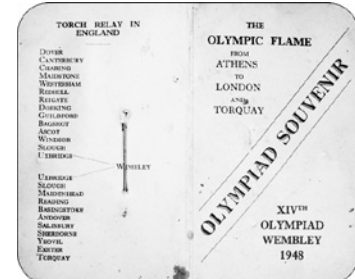 TORCH RELAY IN
ENGLAND
DOVER
CANTERBURY
CHARING
MAIDSTONE
WESTERHAM
REDHILL
REIGATE
DORKING
GUILDFORD
BAGSHOT
ASCOT
WINDSOR
SLOUGH
UXBRIDGE
WEMBLEY
UXBRIDGE
SLOUGH
MAIDENHEAD
READING
BASINGSTOKE
ANDOVER
SALISBURY
SHERBORNE
YEOVIL
EXETER
TORQUAY
THE
OLYMPIC FLAME
FROM
ATHENS
TO
LONDON
AND
TORQUAY
OLYMPIAD SOUVENIR
XIVTH
OLYMPIAD
WEMBLEY
1948